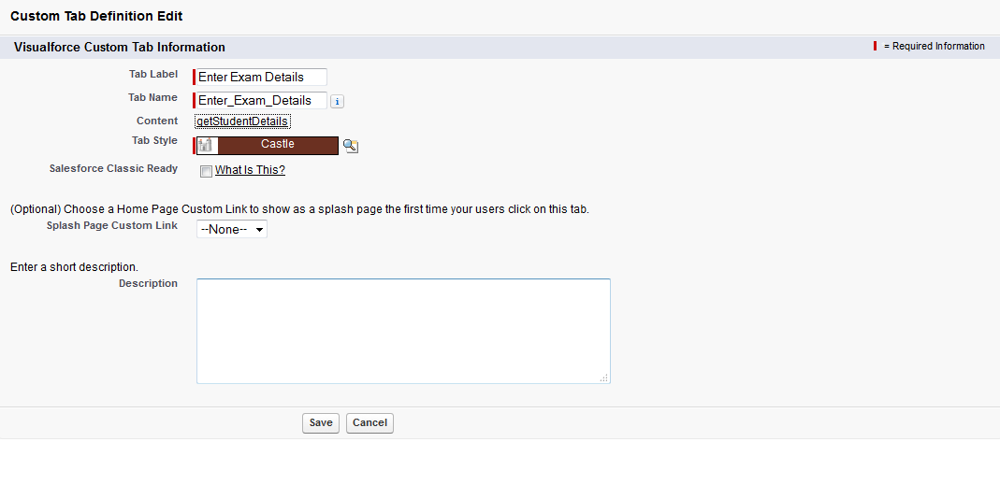 Custom Tab Definition Edit
Visualforce Custom Tab Information
= Required Information
Tab Label Enter Exam Details
Tab Name Enter_Exam_Details i
Content getStudentDetails
Tab Style Castle
Salesforce Classic Ready What Is This?
(Optional) Choose a Home Page Custom Link to show as a splash page the first time your users click on this tab.
Splash Page Custom Link --None--
Enter a short description.
Description
Save Cancel